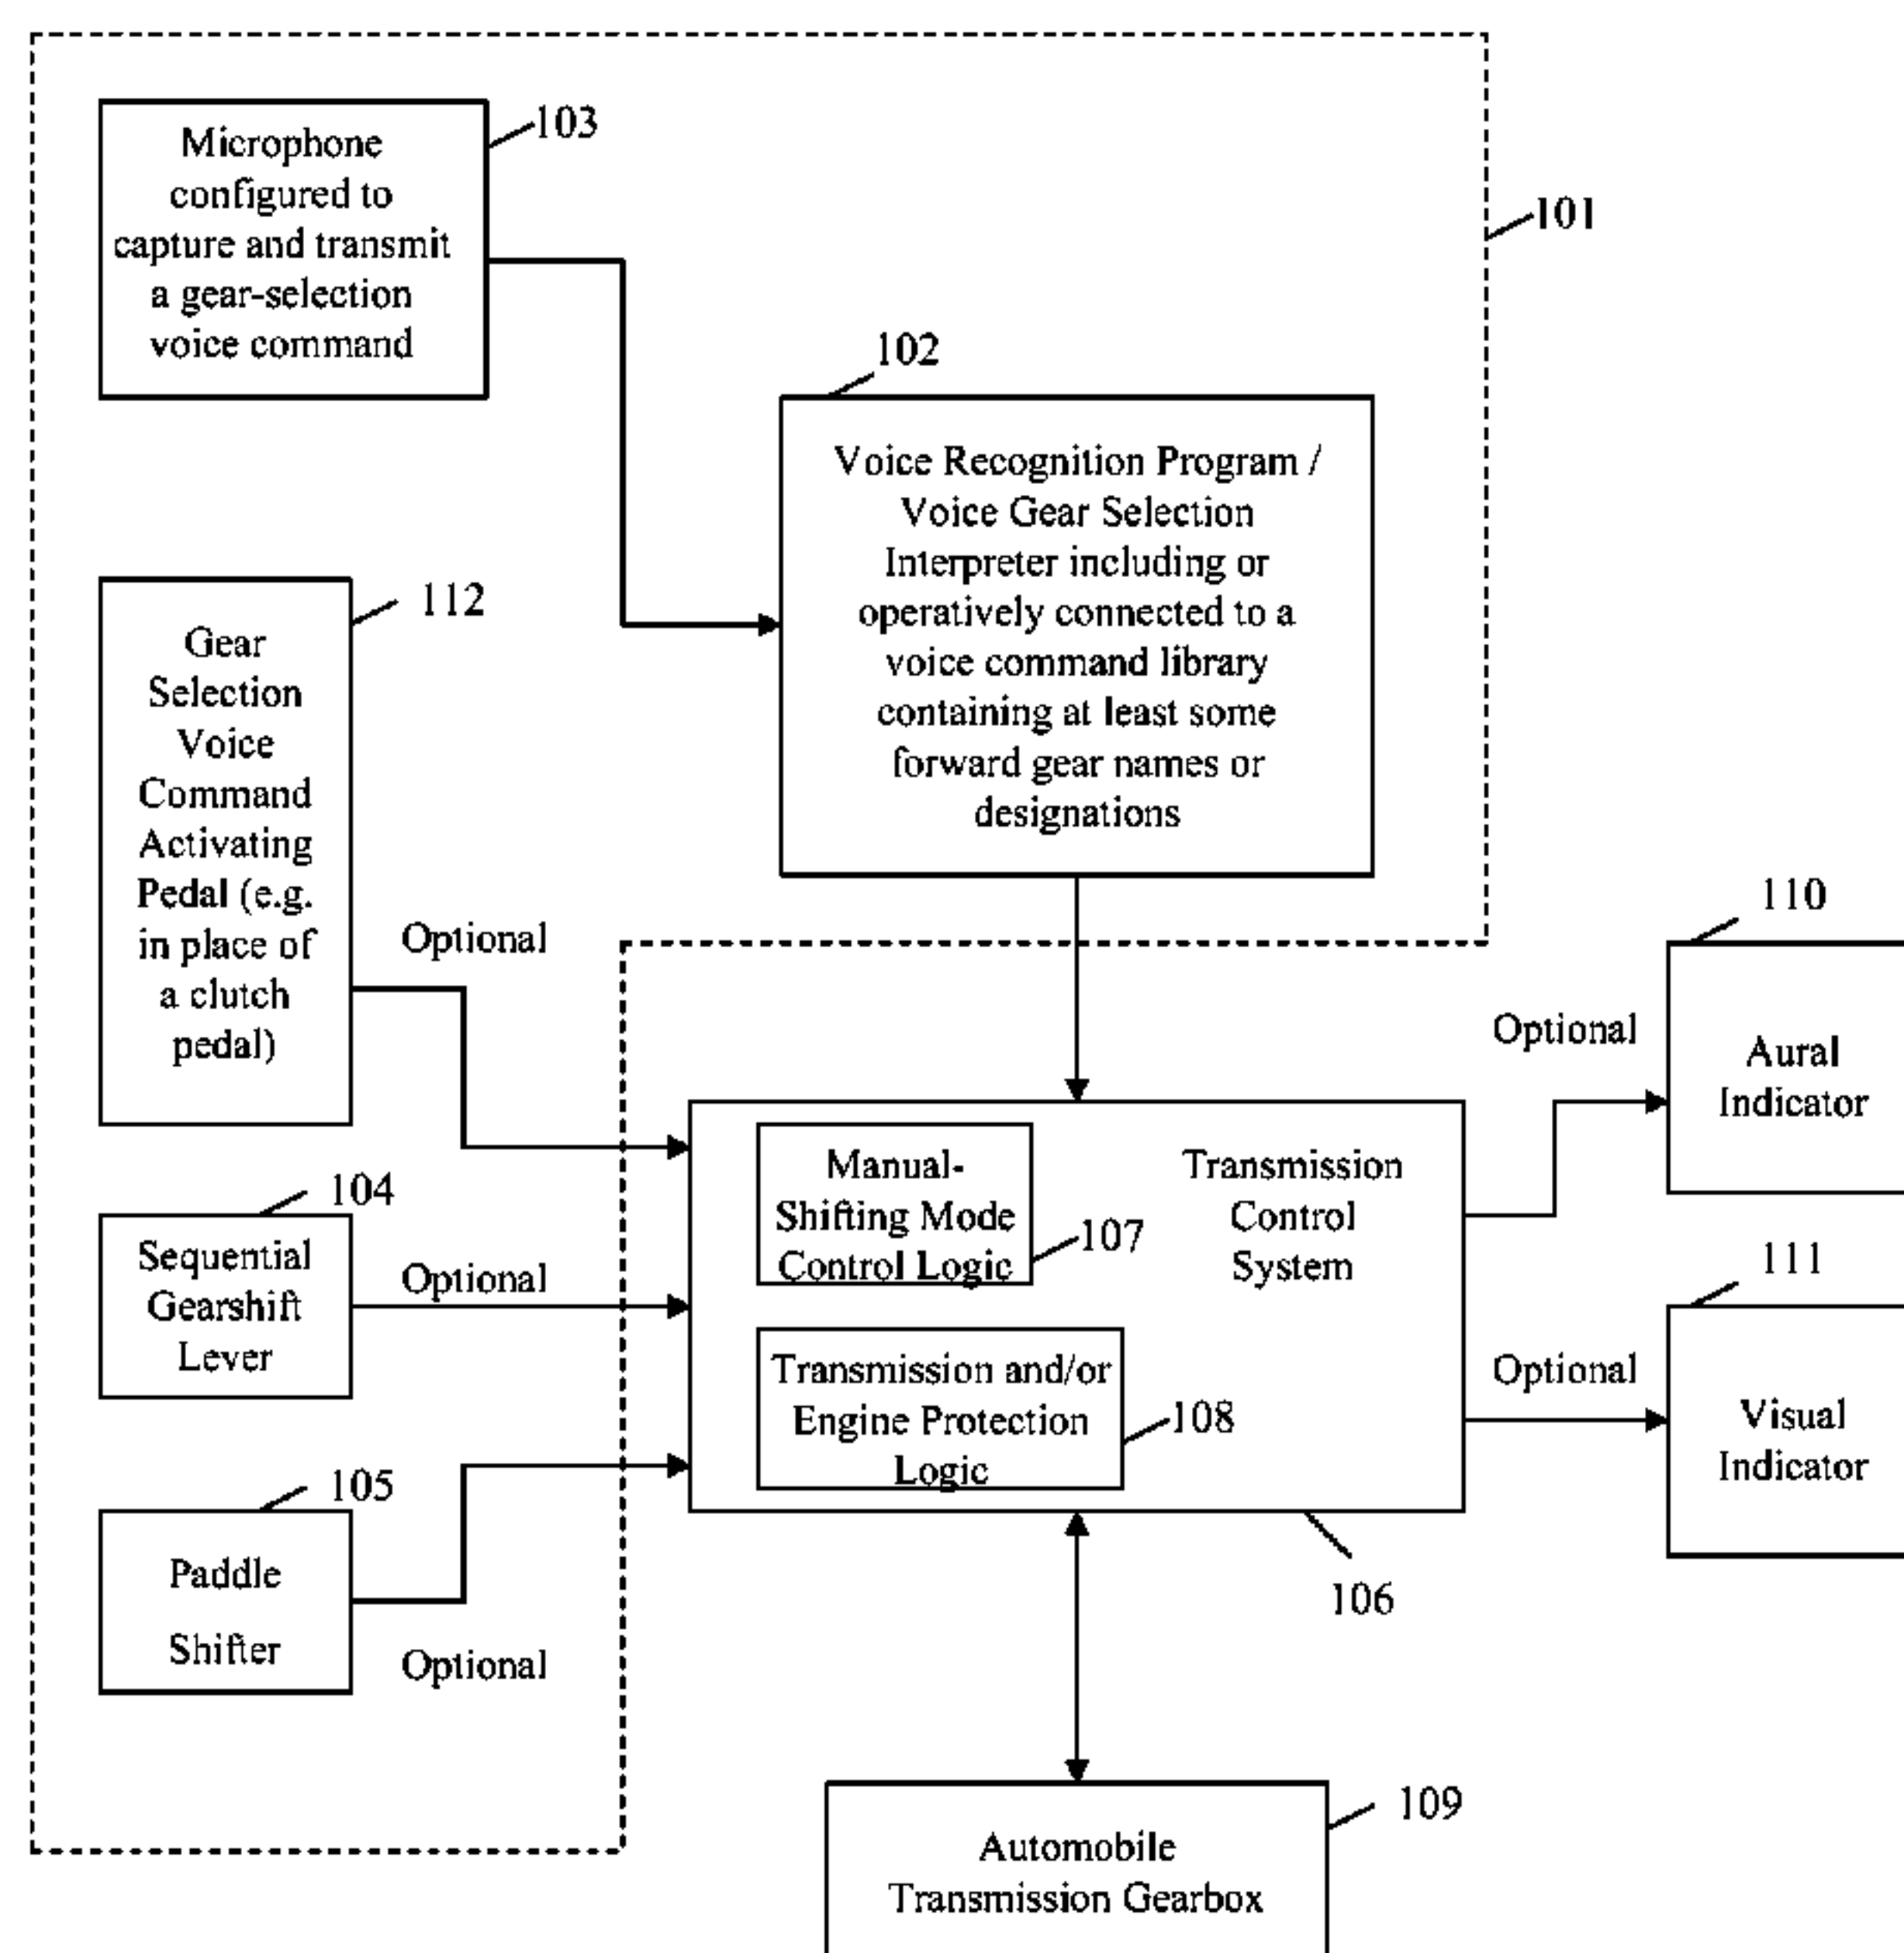 Microphone
configured to
capture and transmit
a gear-selection
voice command
103
101
102
Voice Recognition Program /
Voice Gear Selection
Interpreter including or
operatively connected to a
voice command library
containing at least some
forward gear names or
designations
112
Gear
Selection
Voice
Command
Activating
Pedal (e.g.
in place of
a clutch
pedal)
Optional
104
Sequential
Gearshift
Lever
Optional
105
Paddle
Shifter
Optional
Manual-
Shifting Mode
Control Logic
107
Transmission
Control
System
Transmission and/or
Engine Protection
Logic
108
106
110
Optional
Aural
Indicator
111
Optional
Visual
Indicator
109
Automobile
Transmission Gearbox